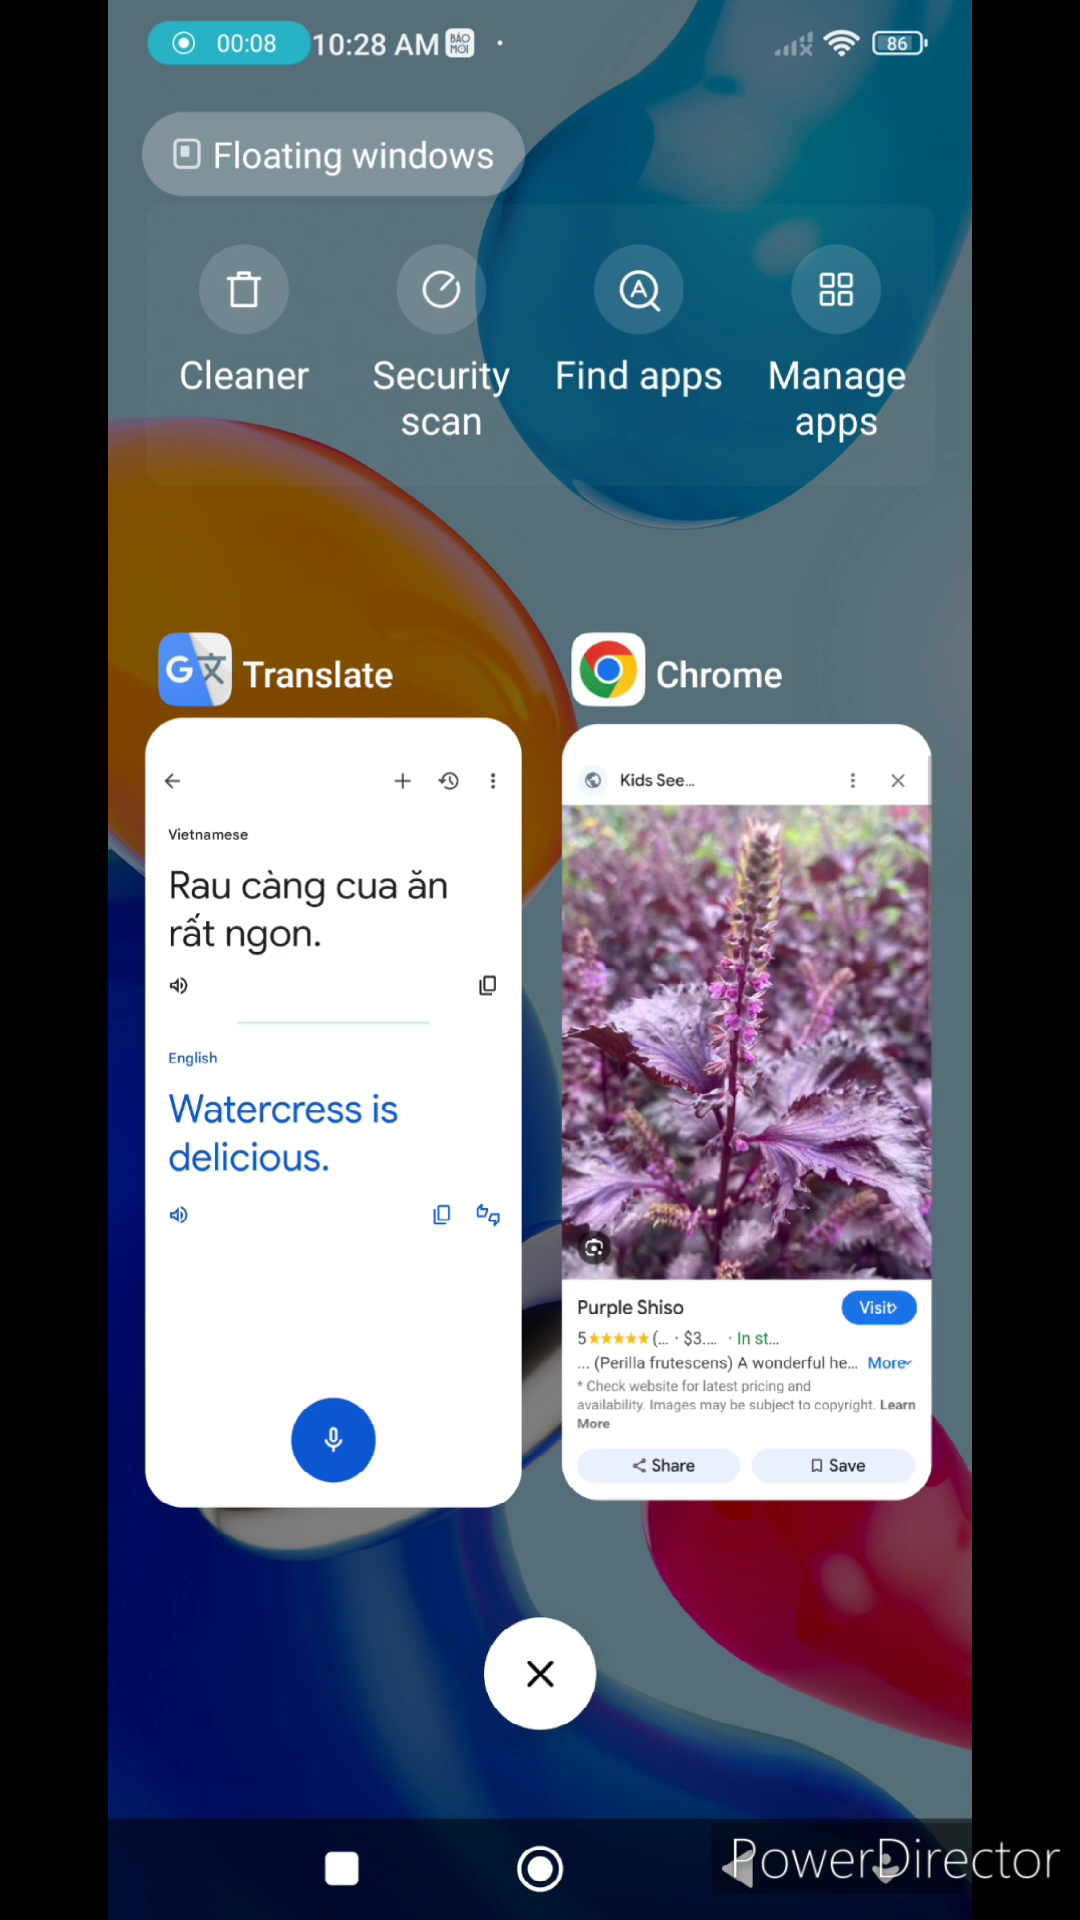 00:08 10:28 AM BÁO MỚI 86
Floating windows
Cleaner Security scan Find apps Manage apps
Translate
Chrome
Vietnamese
Rau càng cua ăn
rất ngon.
English
Watercress is
delicious.
Kids See...
Purple Shiso
Visit
5★★★★★ (... · $3.... · In st...
... (Perilla frutescens) A wonderful he... More
* Check website for latest pricing and
availability. Images may be subject to copyright. Learn
More
Share Save
PowerDirector